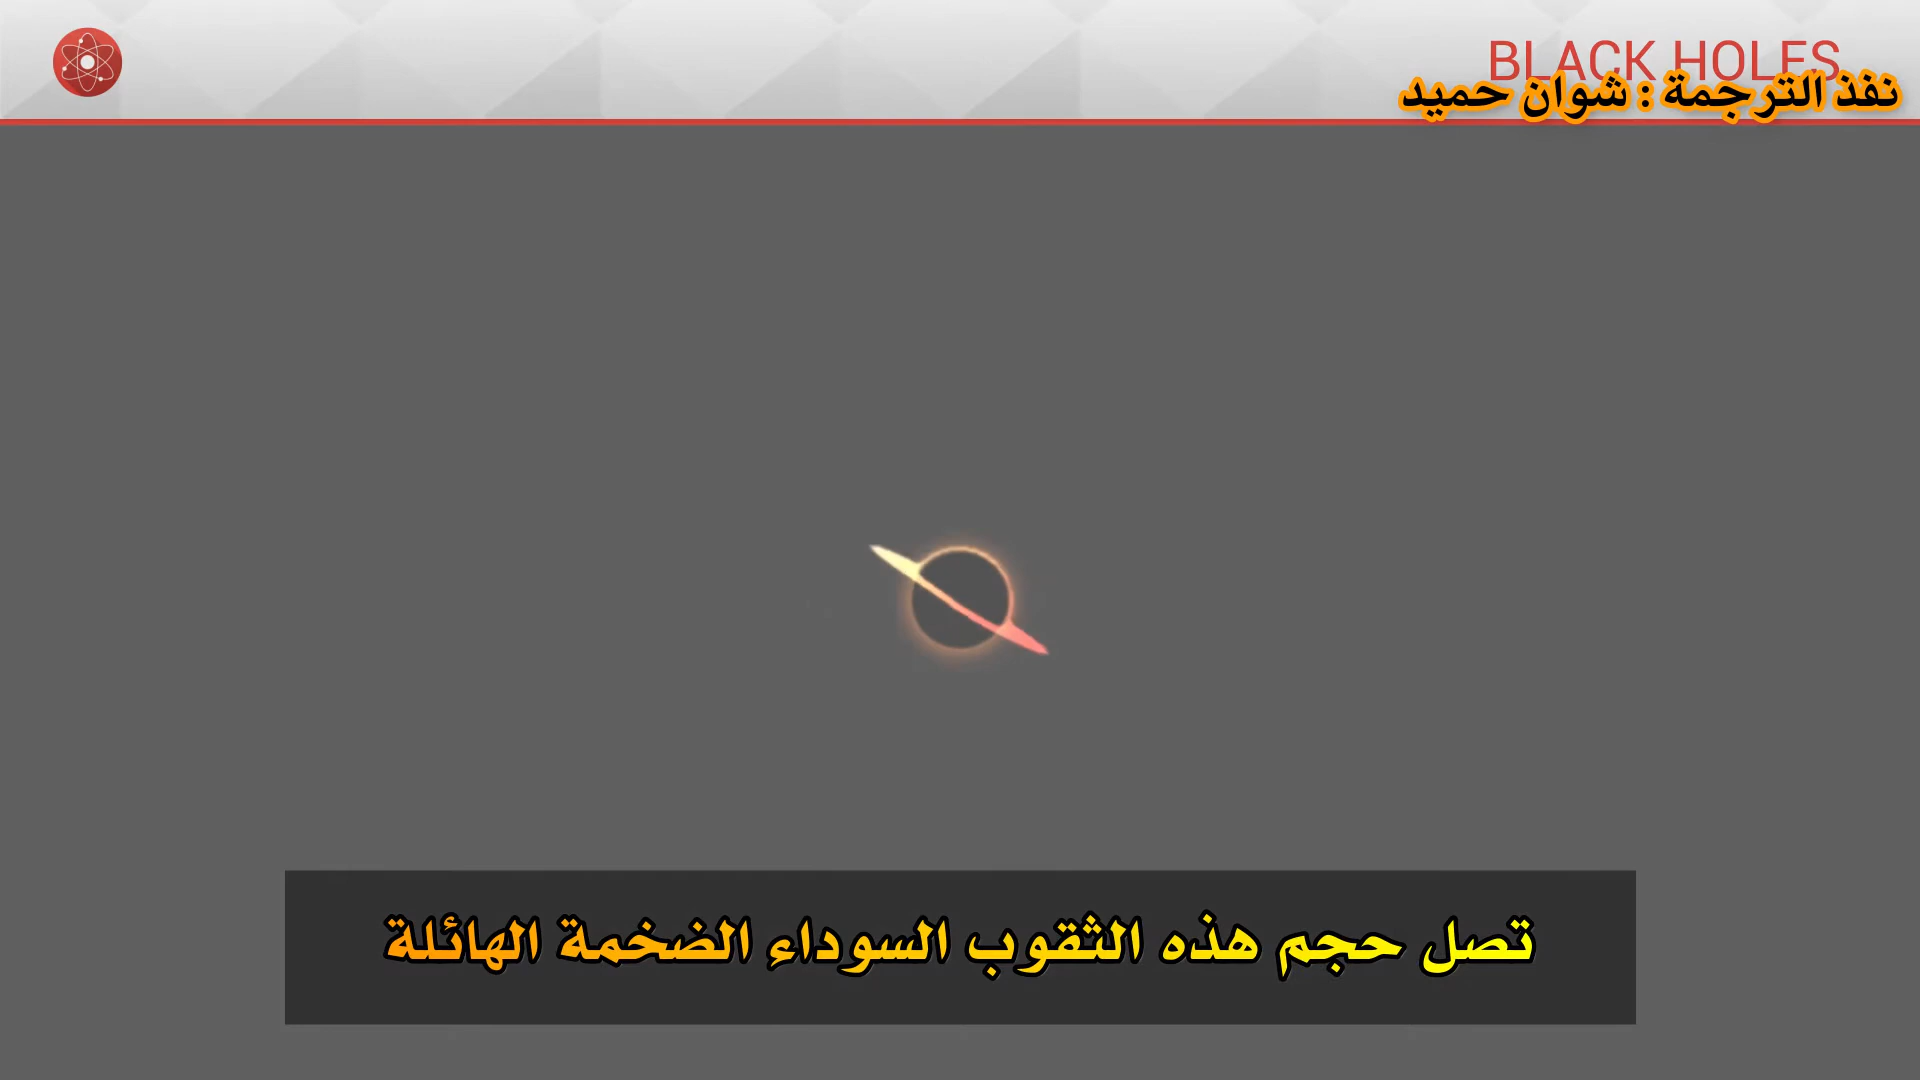 BLACK HOLES
نفذ الترجمة : شوان حميد
تصل حجم هذه الثقوب السوداء الضخمة الهائلة